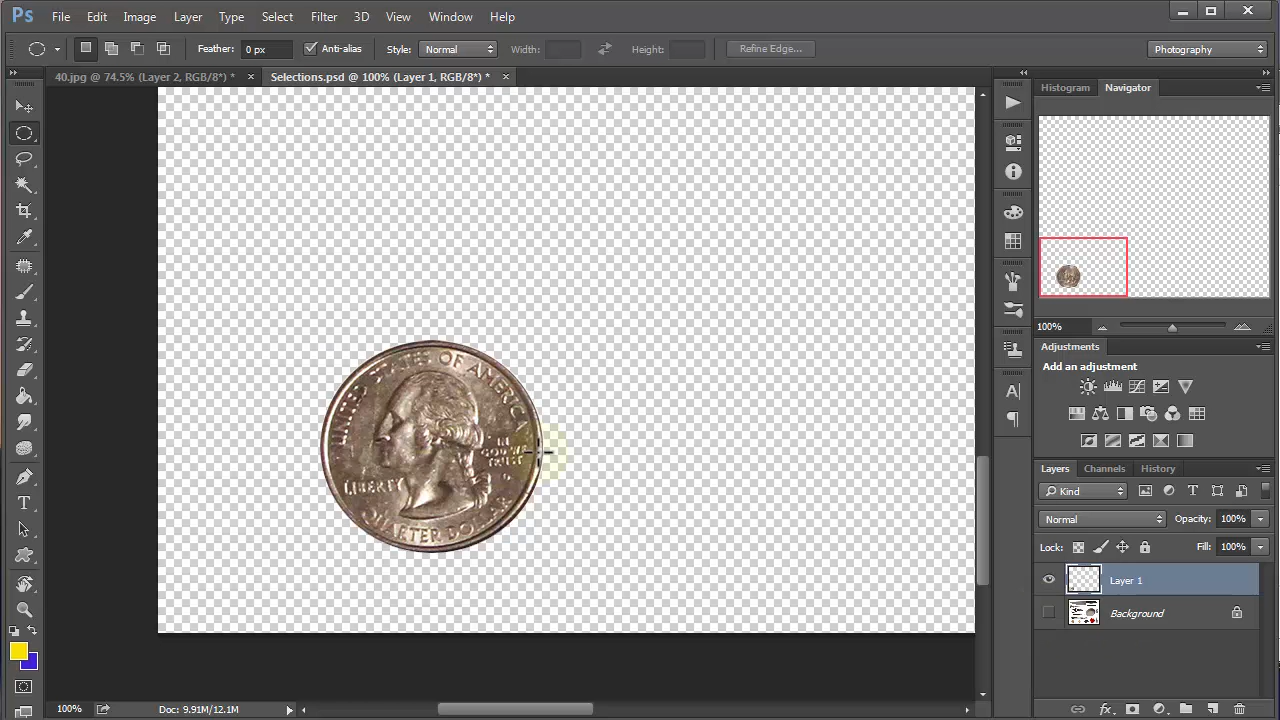 Ps File Edit Image Layer Type Select Filter 3D View Window Help
Feather: 0 px Anti-alias Style: Normal Width: Height: Refine Edge... Photography
40.jpg @ 74.5% (Layer 2, RGB/8*) * × Selections.psd @ 100% (Layer 1, RGB/8*) * ×
Histogram Navigator
100%
Adjustments
Add an adjustment
Layers Channels History
Kind
Normal Opacity: 100%
Lock: Fill: 100%
Layer 1
Background
UNITED STATES OF AMERICA
IN
GOD WE
TRUST
LIBERTY
QUARTER DOLLAR
100% Doc: 9.91M/12.1M